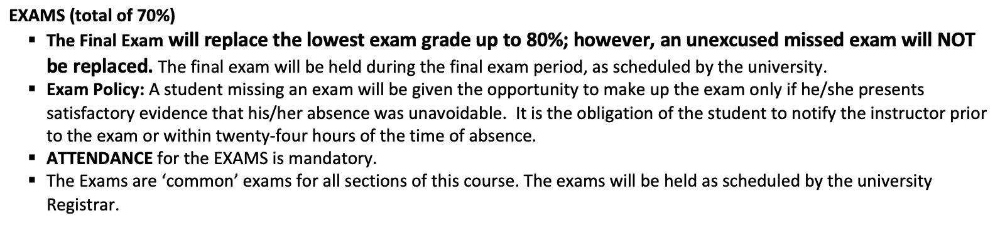 EXAMS (total of 70%)
▪ The Final Exam will replace the lowest exam grade up to 80%; however, an unexcused missed exam will NOT
be replaced. The final exam will be held during the final exam period, as scheduled by the university.
▪ Exam Policy: A student missing an exam will be given the opportunity to make up the exam only if he/she presents
satisfactory evidence that his/her absence was unavoidable.  It is the obligation of the student to notify the instructor prior
to the exam or within twenty-four hours of the time of absence.
▪ ATTENDANCE for the EXAMS is mandatory.
▪ The Exams are ‘common’ exams for all sections of this course. The exams will be held as scheduled by the university
Registrar.